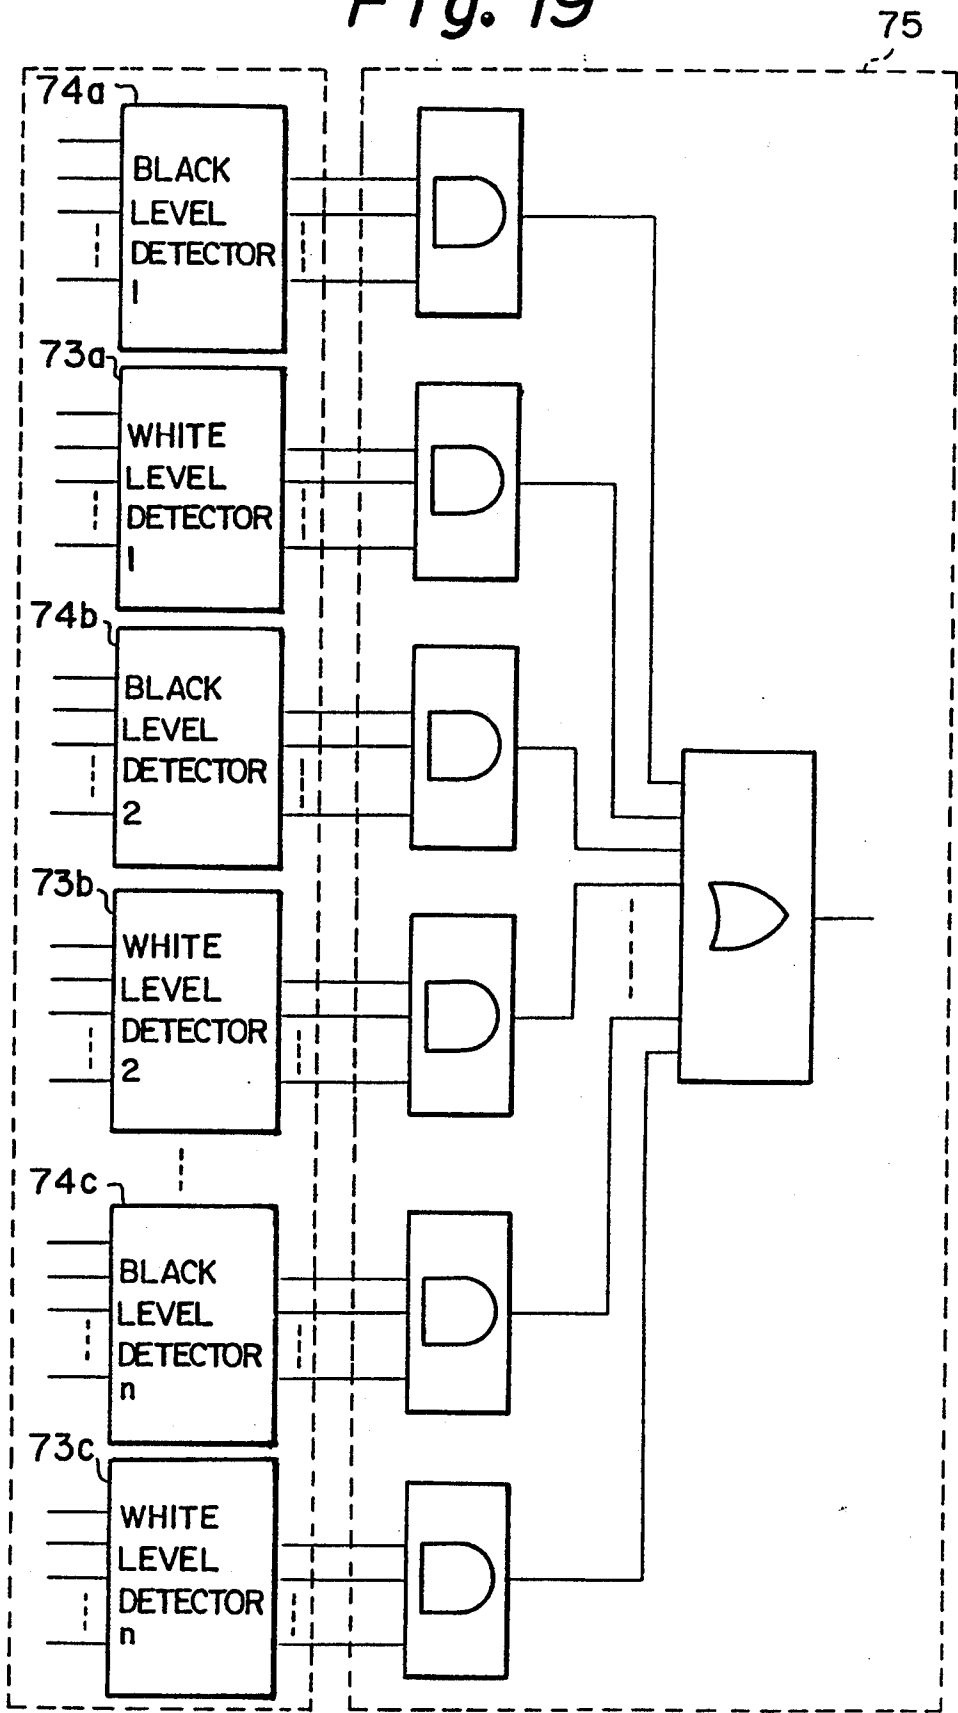 Fig. 19
75
74a
BLACK
LEVEL
DETECTOR
1
73a
WHITE
LEVEL
DETECTOR
1
74b
BLACK
LEVEL
DETECTOR
2
73b
WHITE
LEVEL
DETECTOR
2
74c
BLACK
LEVEL
DETECTOR
n
73c
WHITE
LEVEL
DETECTOR
n